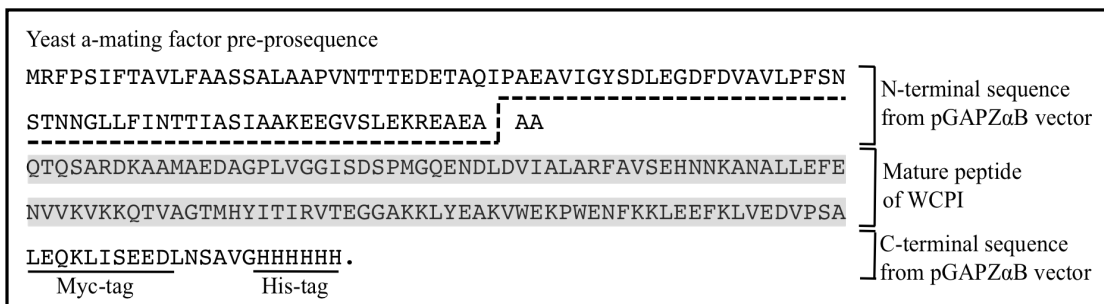 Yeast a-mating factor pre-prosequence
MRFPSIFTAVLFAASSALAAPVNTTTEDETAQIPAEAVIGYSDLEGDFDVAVLPFSN
STNNGLLFINTTIASIAAKEEGVSLEKREAEA AA
N-terminal sequence
from pGAPZαB vector
QTQSARDKAAMAEDAGPLVGGISDSPMGQENDLDVIALARFAVSEHNNKANALLEFE
NVVKVKKQTVAGTMHYITIRVTEGGAKKLYEAKVWEKPWENFKKLEEFKLVEDVPSA
Mature peptide
of WCPI
LEQKLISEEDLNSAVGHHHHHH.
Myc-tag His-tag
C-terminal sequence
from pGAPZαB vector